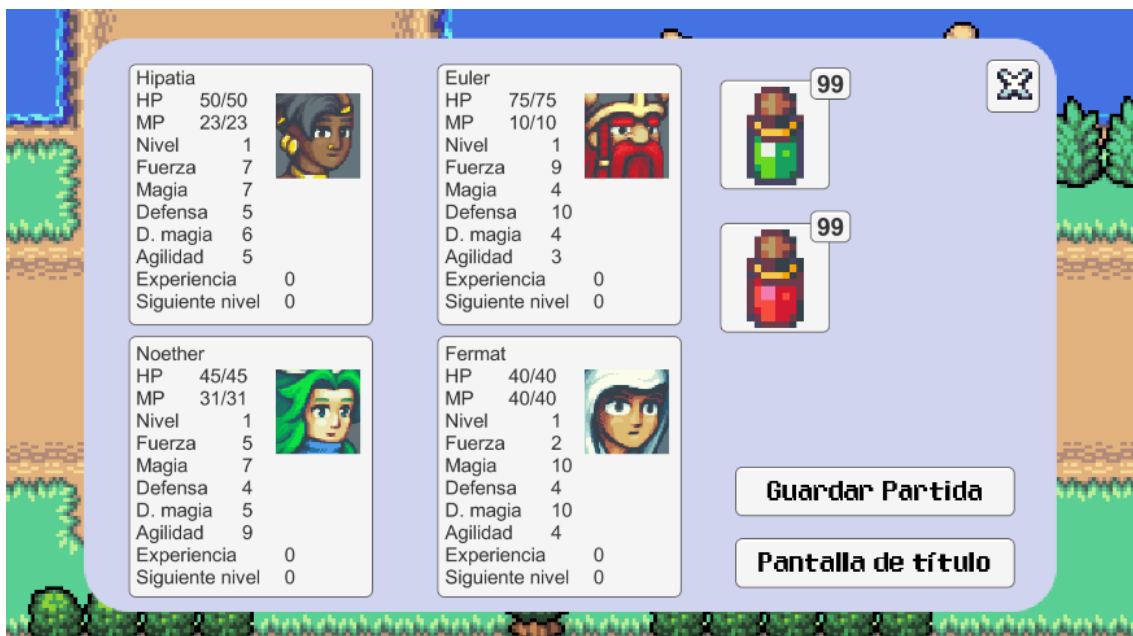 Hipatia
HP 50/50
MP 23/23
Nivel 1
Fuerza 7
Magia 7
Defensa 5
D. magia 6
Agilidad 5
Experiencia 0
Siguiente nivel 0
Euler
HP 75/75
MP 10/10
Nivel 1
Fuerza 9
Magia 4
Defensa 10
D. magia 4
Agilidad 3
Experiencia 0
Siguiente nivel 0
99
99
Noether
HP 45/45
MP 31/31
Nivel 1
Fuerza 5
Magia 7
Defensa 4
D. magia 5
Agilidad 9
Experiencia 0
Siguiente nivel 0
Fermat
HP 40/40
MP 40/40
Nivel 1
Fuerza 2
Magia 10
Defensa 4
D. magia 10
Agilidad 4
Experiencia 0
Siguiente nivel 0
Guardar Partida
Pantalla de título